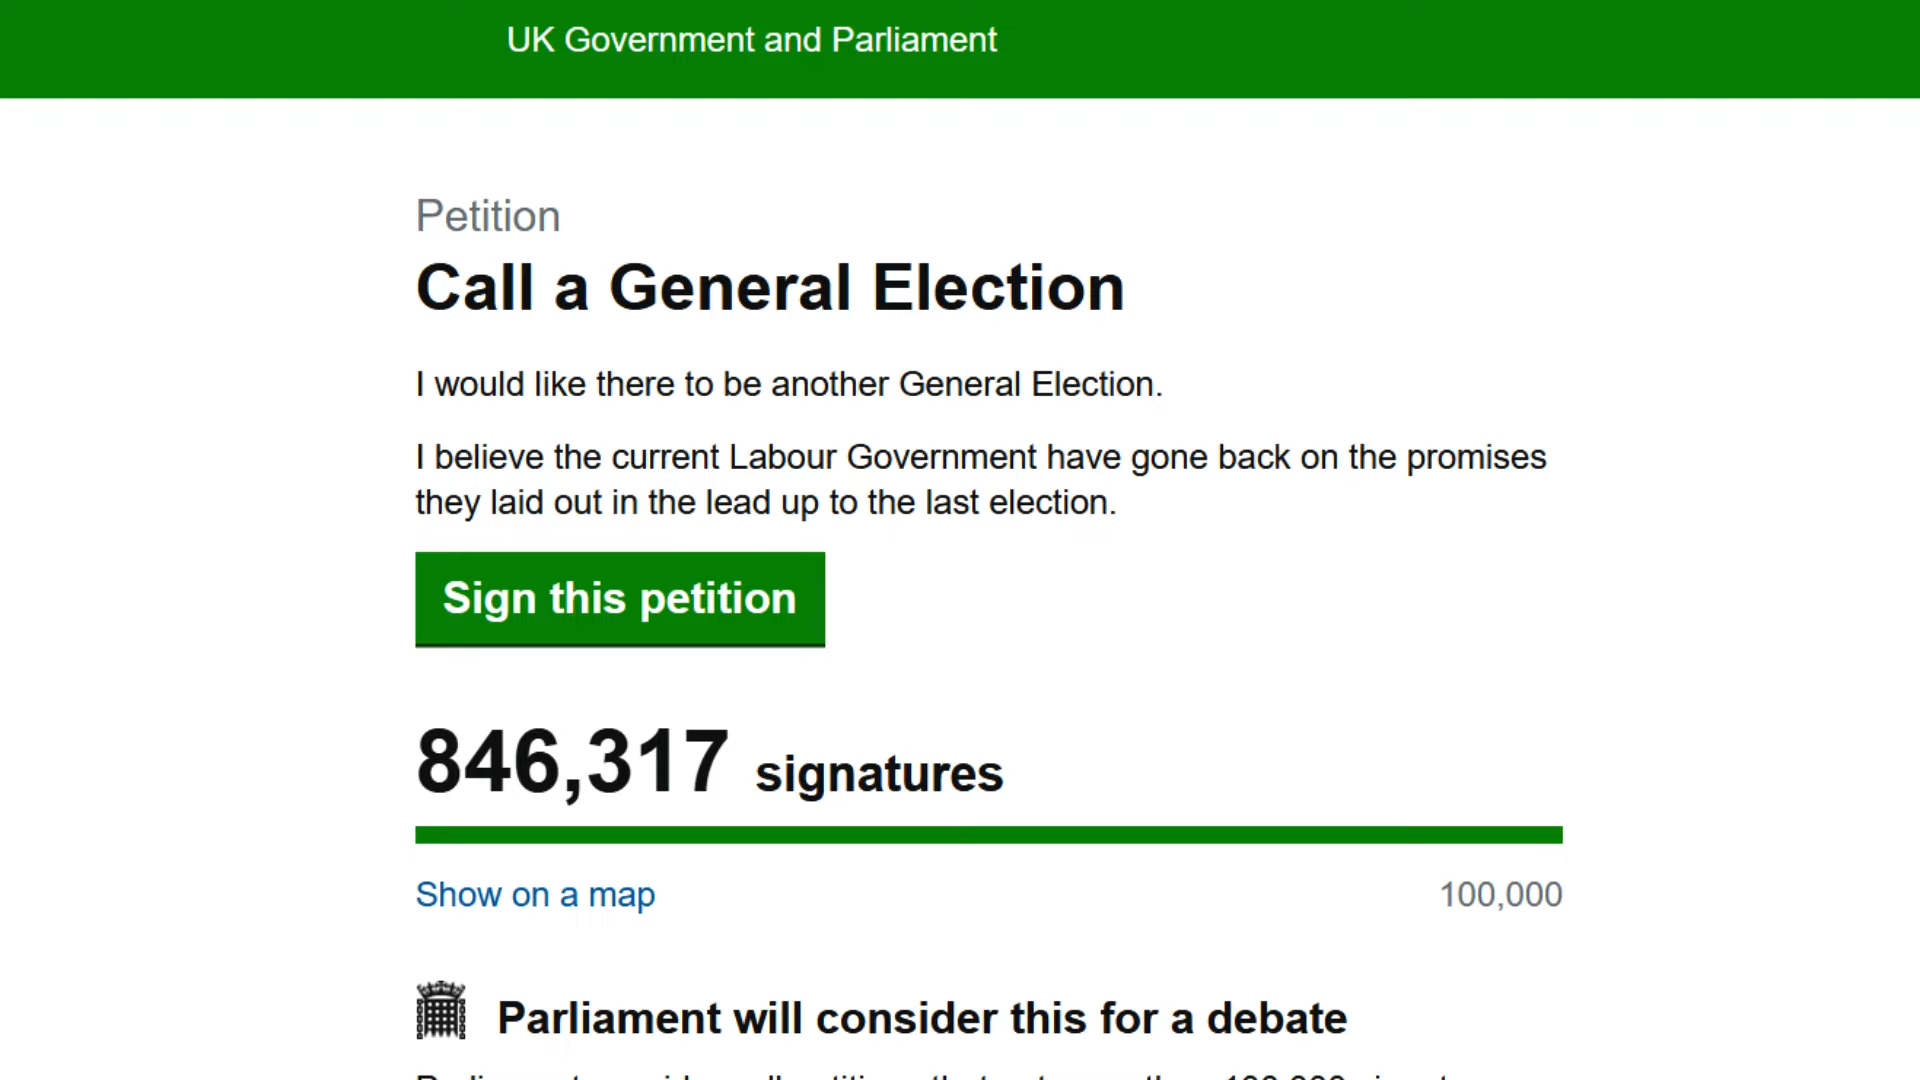 UK Government and Parliament
Petition
Call a General Election
I would like there to be another General Election.
I believe the current Labour Government have gone back on the promises
they laid out in the lead up to the last election.
Sign this petition
846,317 signatures
Show on a map
100,000
Parliament will consider this for a debate